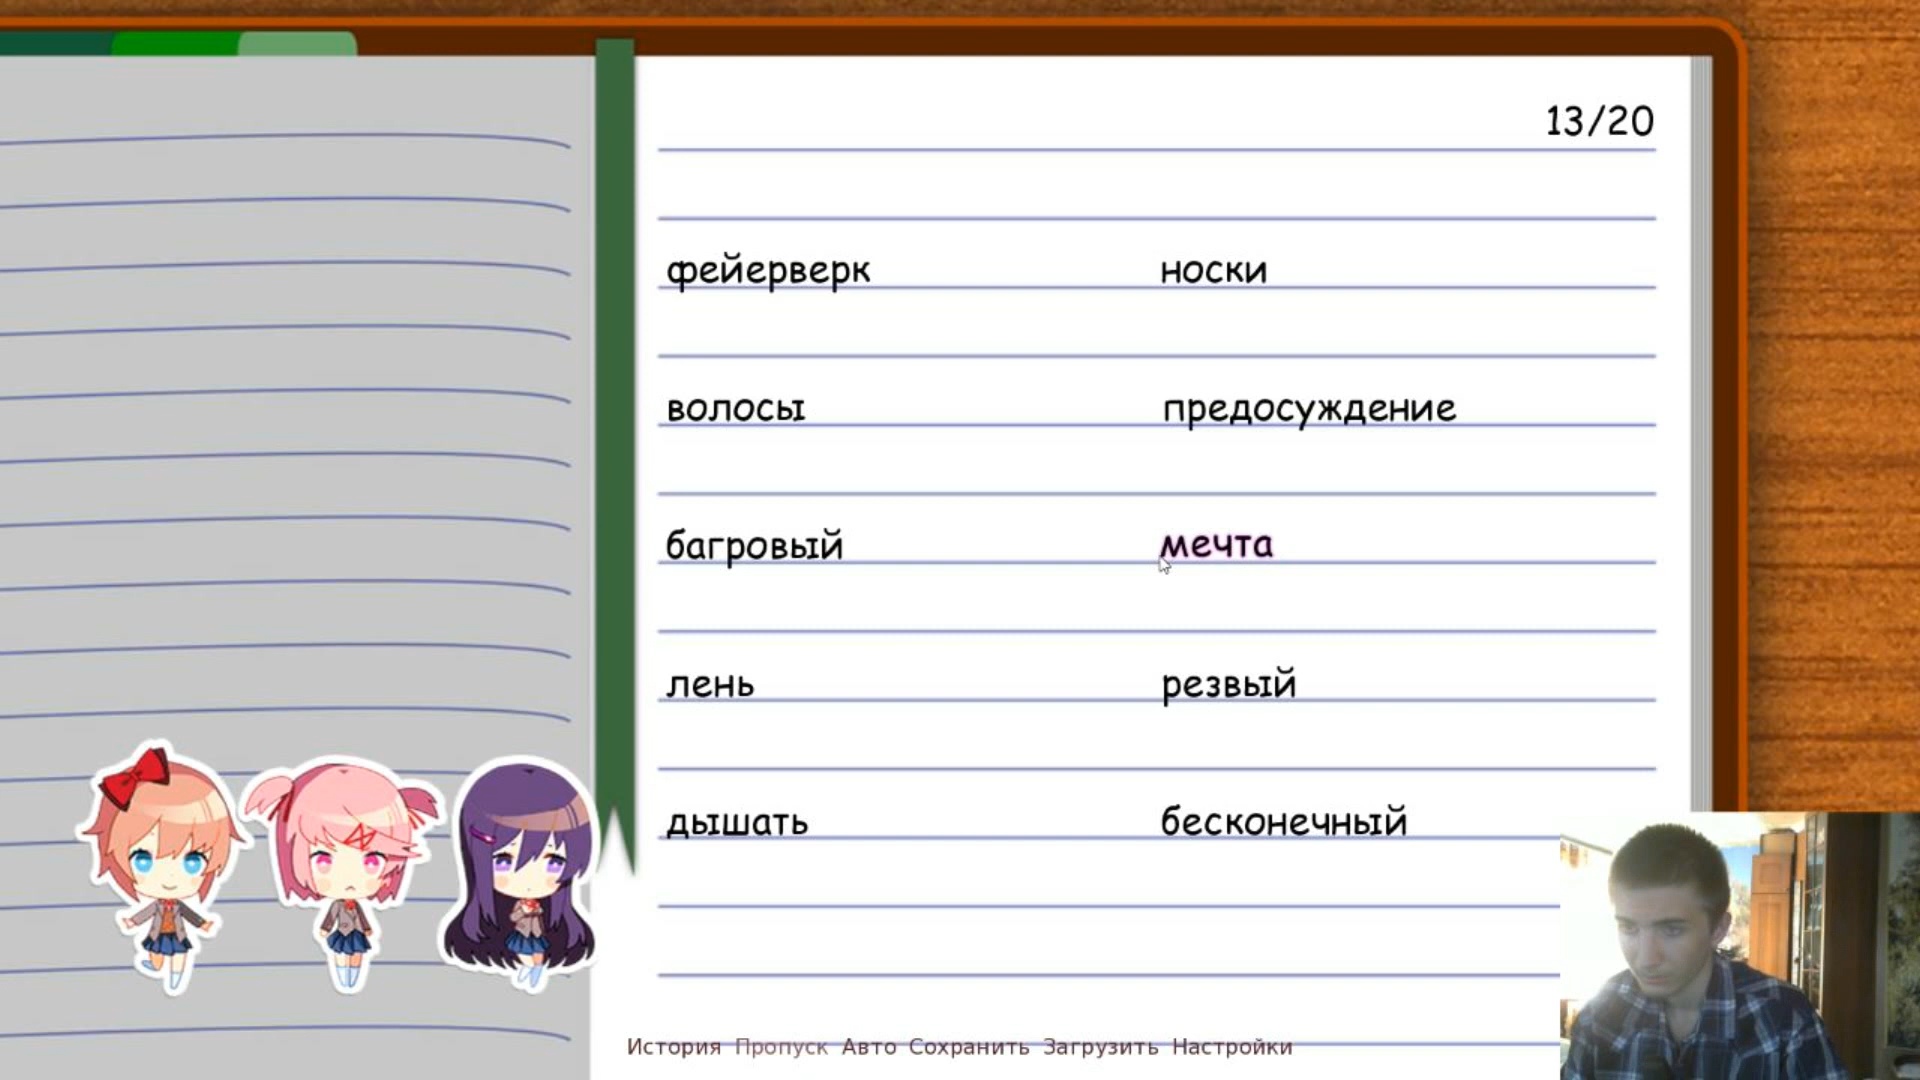 13/20
фейерверк носки
волосы предосуждение
багровый мечта
лень резвый
дышать бесконечный
История Пропуск Авто Сохранить Загрузить Настройки